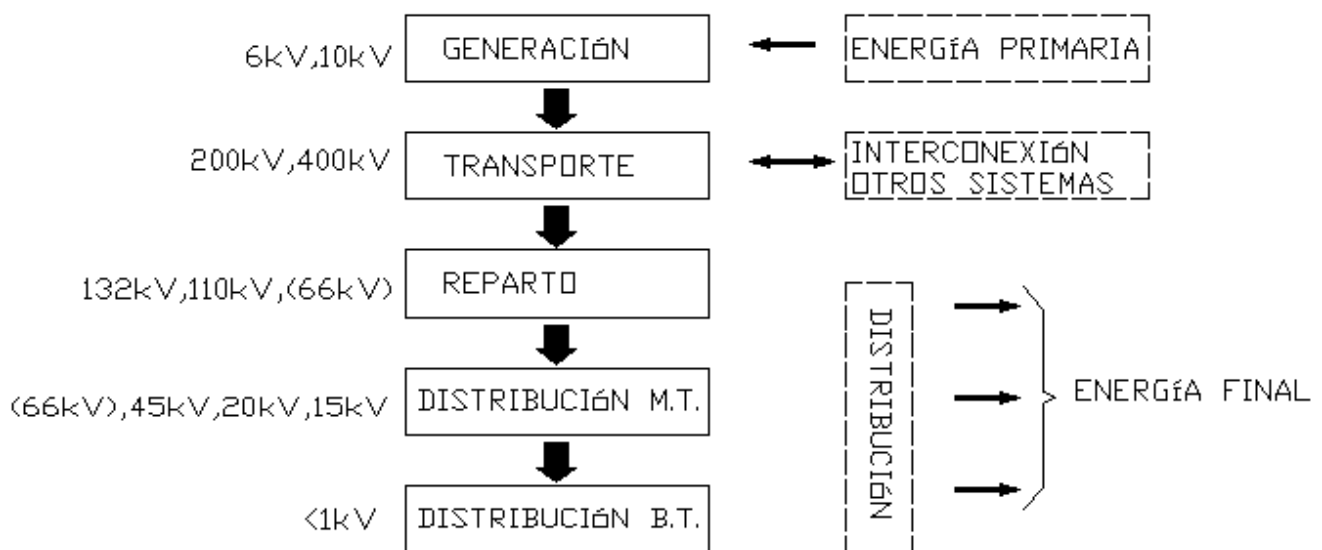 6kV,10kV
GENERACIóN
ENERGíA PRIMARIA
200kV,400kV
TRANSPORTE
INTERCONEXIóN
OTROS SISTEMAS
132kV,110kV,(66kV)
REPARTO
DISTRIBUCIóN
(66kV),45kV,20kV,15kV
DISTRIBUCIóN M.T.
ENERGíA FINAL
<1kV
DISTRIBUCIóN B.T.